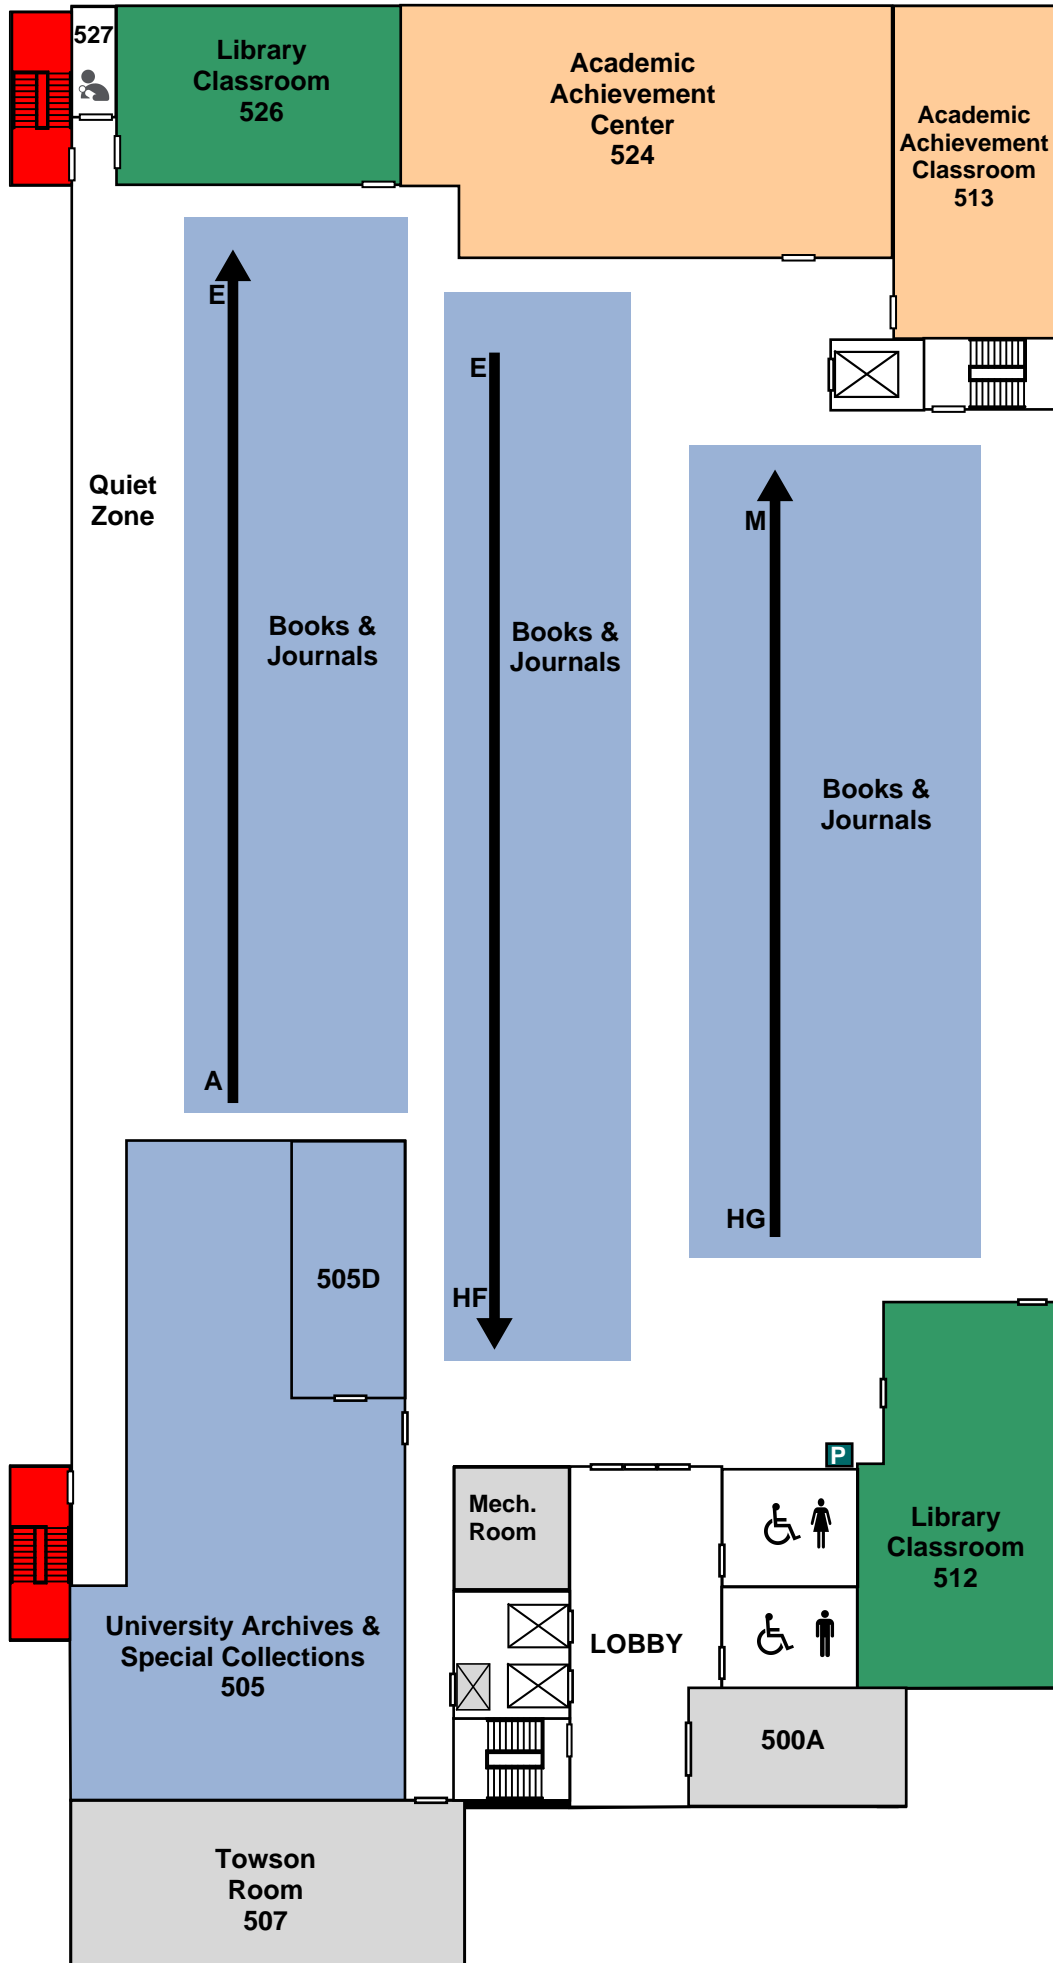 527
Library
Classroom
526
Academic
Achievement
Center
524
Academic
Achievement
Classroom
513
E
E
Quiet
Zone
M
Books &
Journals
Books &
Journals
Books &
Journals
A
HG
505D
HF
P
Mech.
Room
Library
Classroom
512
University Archives &
Special Collections
505
LOBBY
500A
Towson
Room
507